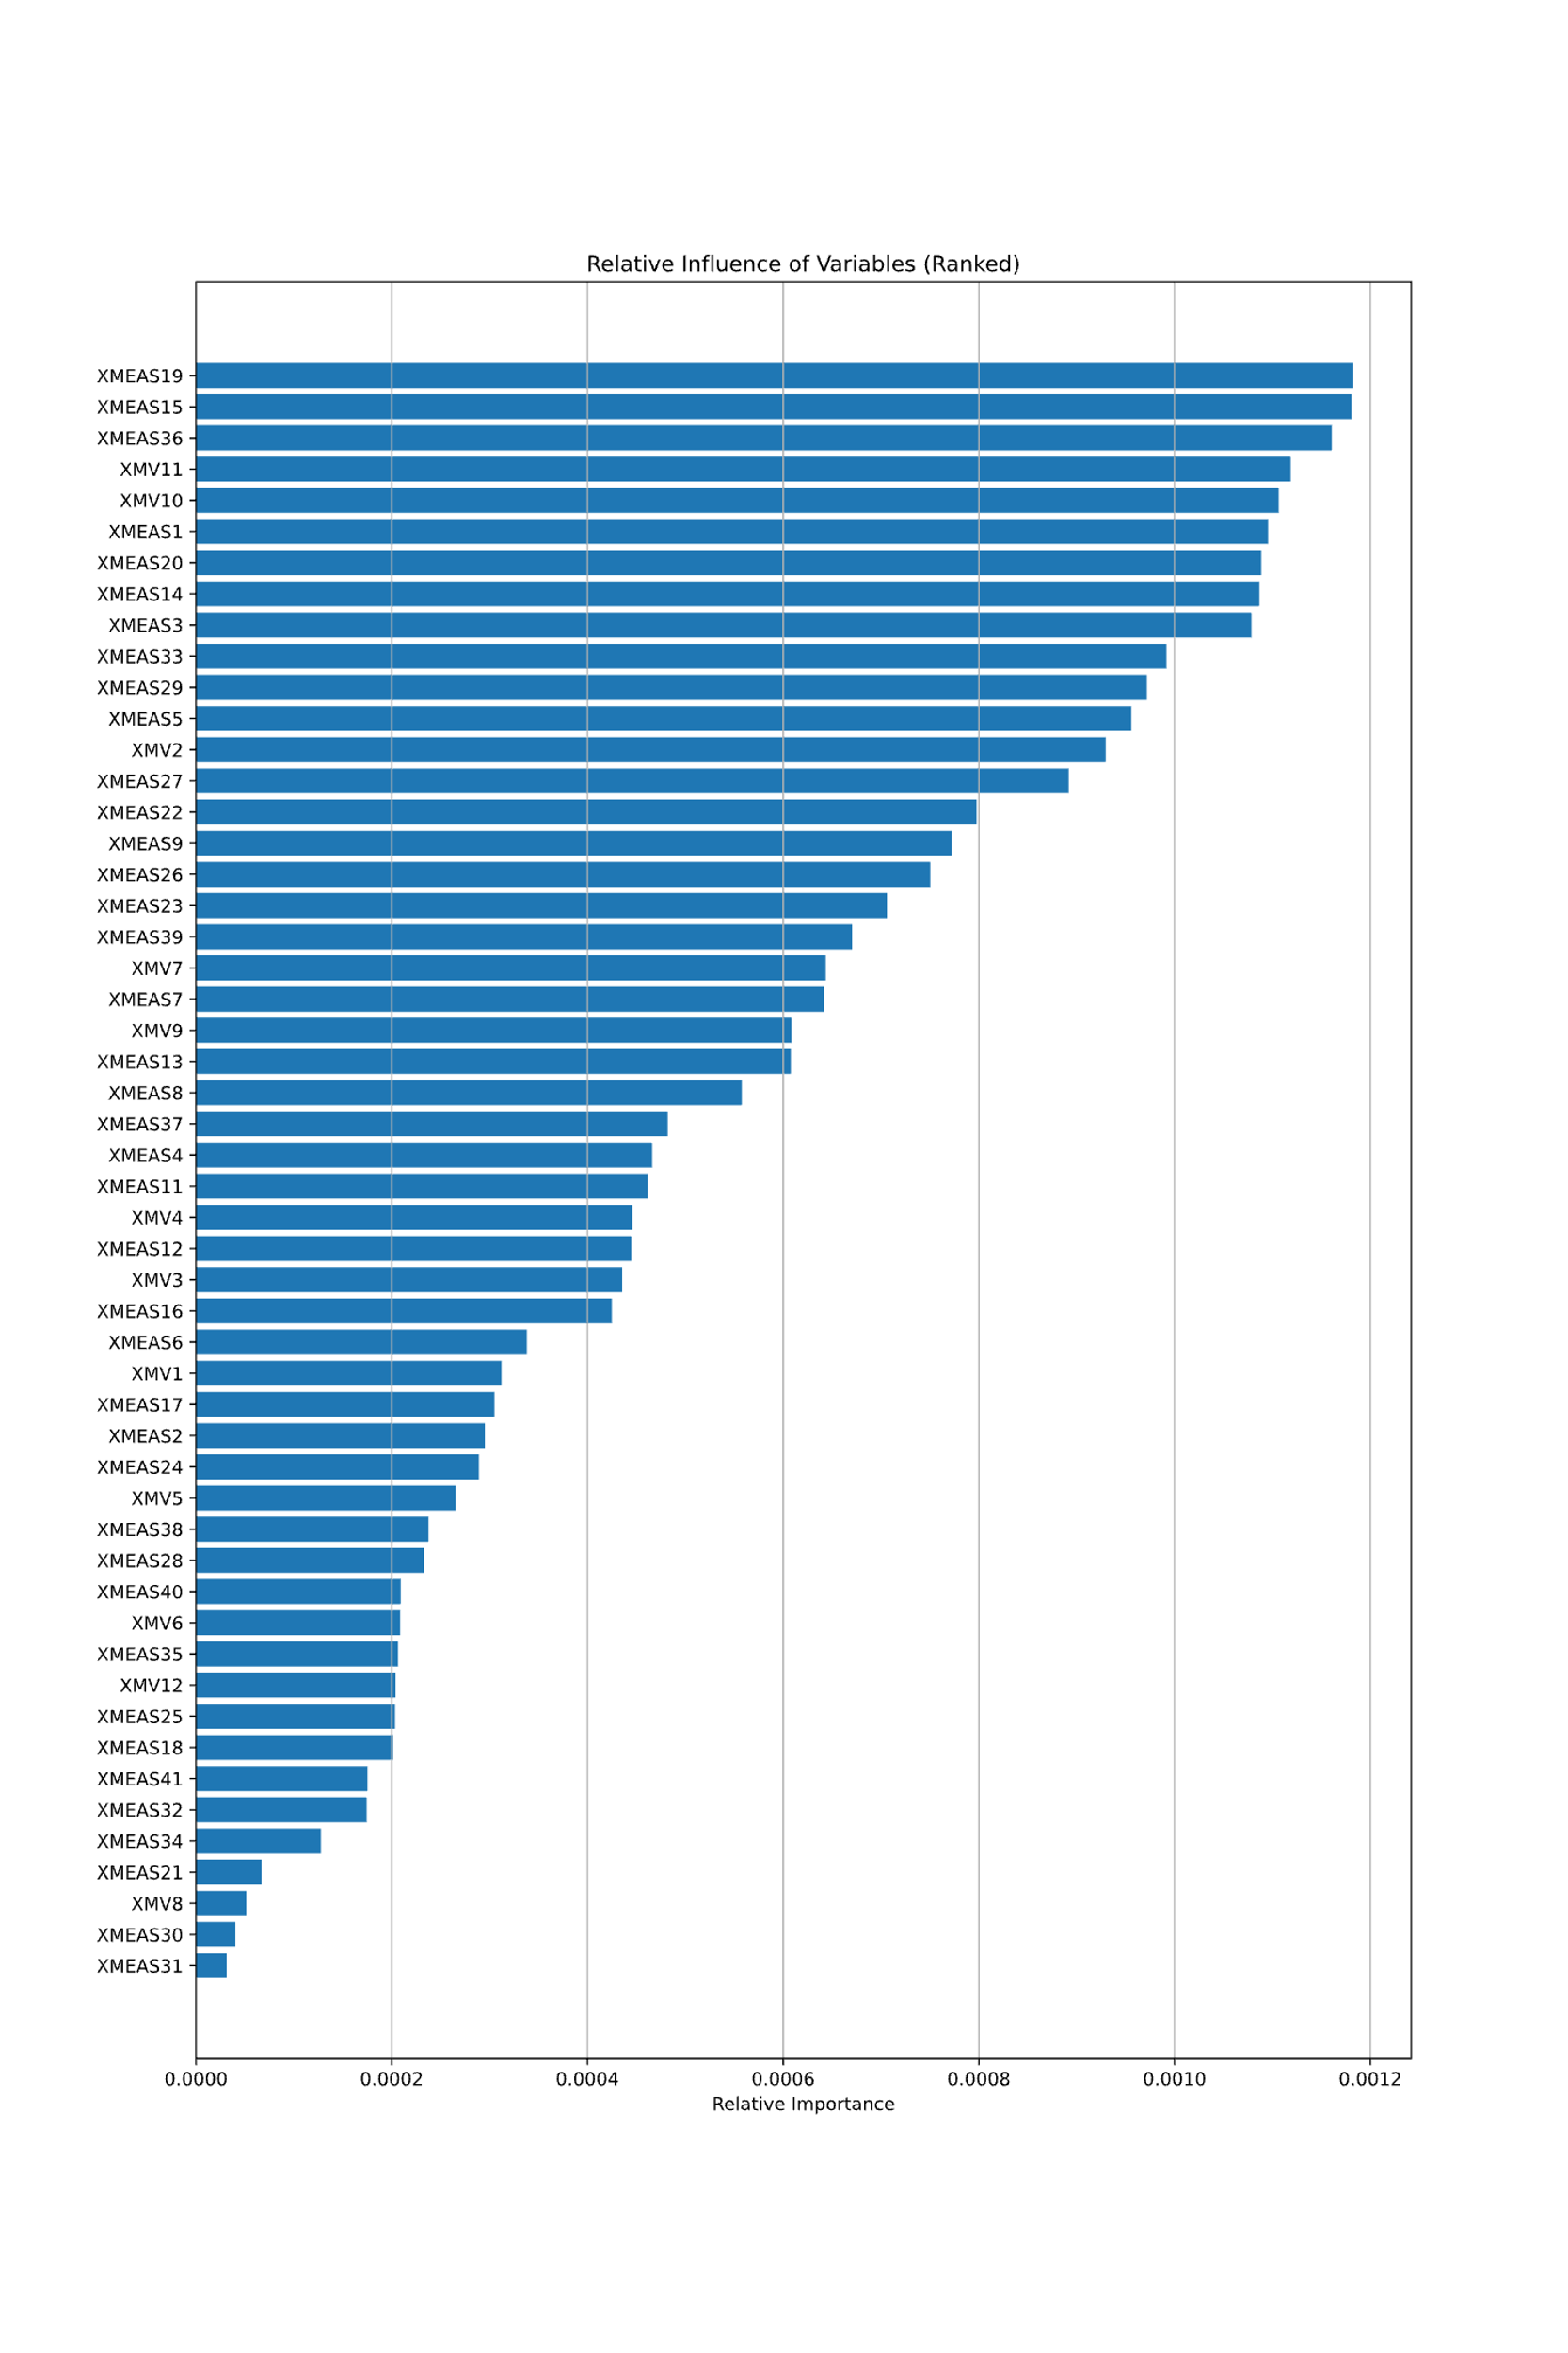 Relative Influence of Variables (Ranked)
XMEAS19
XMEAS15
XMEAS36
XMV11
XMV10
XMEAS1
XMEAS20
XMEAS14
XMEAS3
XMEAS33
XMEAS29
XMEAS5
XMV2
XMEAS27
XMEAS22
XMEAS9
XMEAS26
XMEAS23
XMEAS39
XMV7
XMEAS7
XMV9
XMEAS13
XMEAS8
XMEAS37
XMEAS4
XMEAS11
XMV4
XMEAS12
XMV3
XMEAS16
XMEAS6
XMV1
XMEAS17
XMEAS2
XMEAS24
XMV5
XMEAS38
XMEAS28
XMEAS40
XMV6
XMEAS35
XMV12
XMEAS25
XMEAS18
XMEAS41
XMEAS32
XMEAS34
XMEAS21
XMV8
XMEAS30
XMEAS31
0.0000 0.0002 0.0004 0.0006 0.0008 0.0010 0.0012
Relative Importance